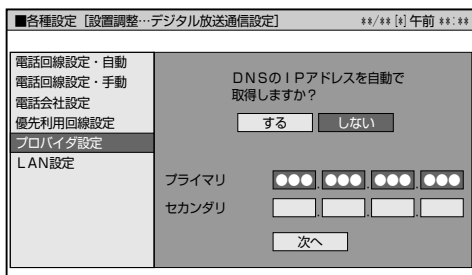 ■各種設定［設置調整…デジタル放送通信設定］ **/** [*] 午前 **:**
電話回線設定・自動
電話回線設定・手動
電話会社設定
優先利用回線設定
プロバイダ設定
ＬＡＮ設定
ＤＮＳのＩＰアドレスを自動で
取得しますか？
する しない
プライマリ ●●●.●●●.●●●.●●●
セカンダリ . . .
次へ